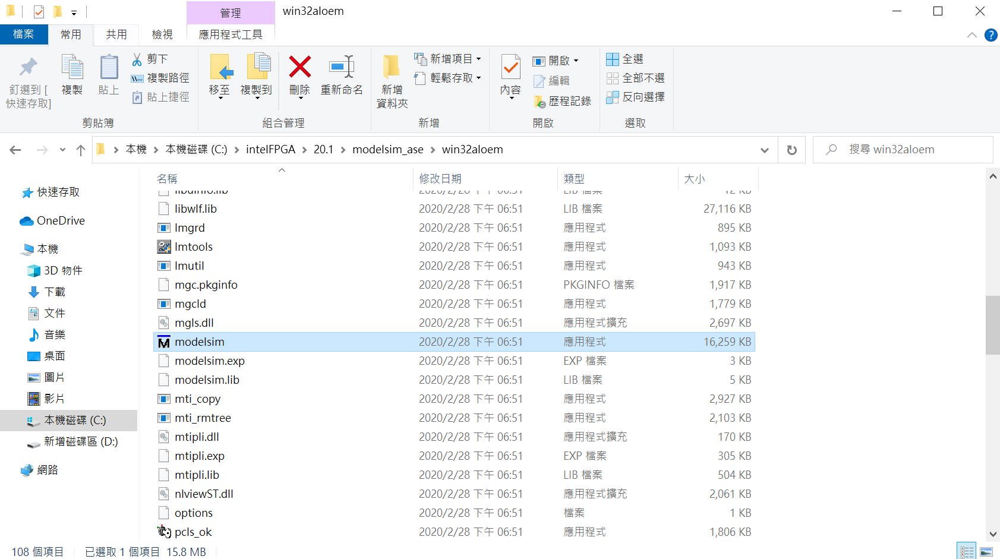 管理
win32aloem
檔案
常用
共用
檢視
應用程式工具
釘選到 [
快速存取]
複製
貼上
剪下
複製路徑
貼上捷徑
剪貼簿
移至
複製到
刪除
重新命名
組合管理
新增
資料夾
新增項目
輕鬆存取
新增
內容
開啟
編輯
歷程記錄
開啟
全選
全部不選
反向選擇
選取
本機
本機磁碟 (C:)
intelFPGA
20.1
modelsim_ase
win32aloem
搜尋 win32aloem
快速存取
OneDrive
本機
3D 物件
下載
文件
音樂
桌面
圖片
影片
本機磁碟 (C:)
新增磁碟區 (D:)
網路
名稱 修改日期 類型 大小
2020/2/28 下午 06:51 LIB 檔案 12 KB
libwlf.lib 2020/2/28 下午 06:51 LIB 檔案 27,116 KB
lmgrd 2020/2/28 下午 06:51 應用程式 895 KB
lmtools 2020/2/28 下午 06:51 應用程式 1,093 KB
lmutil 2020/2/28 下午 06:51 應用程式 943 KB
mgc.pkginfo 2020/2/28 下午 06:51 PKGINFO 檔案 1,917 KB
mgcld 2020/2/28 下午 06:51 應用程式 1,779 KB
mgls.dll 2020/2/28 下午 06:51 應用程式擴充 2,697 KB
modelsim 2020/2/28 下午 06:51 應用程式 16,259 KB
modelsim.exp 2020/2/28 下午 06:51 EXP 檔案 3 KB
modelsim.lib 2020/2/28 下午 06:51 LIB 檔案 5 KB
mti_copy 2020/2/28 下午 06:51 應用程式 2,927 KB
mti_rmtree 2020/2/28 下午 06:51 應用程式 2,103 KB
mtipli.dll 2020/2/28 下午 06:51 應用程式擴充 170 KB
mtipli.exp 2020/2/28 下午 06:51 EXP 檔案 305 KB
mtipli.lib 2020/2/28 下午 06:51 LIB 檔案 504 KB
nlviewST.dll 2020/2/28 下午 06:51 應用程式擴充 2,061 KB
options 2020/2/28 下午 06:51 檔案 1 KB
pcls_ok 2020/2/28 下午 06:51 應用程式 1,806 KB
108 個項目
已選取 1 個項目 15.8 MB